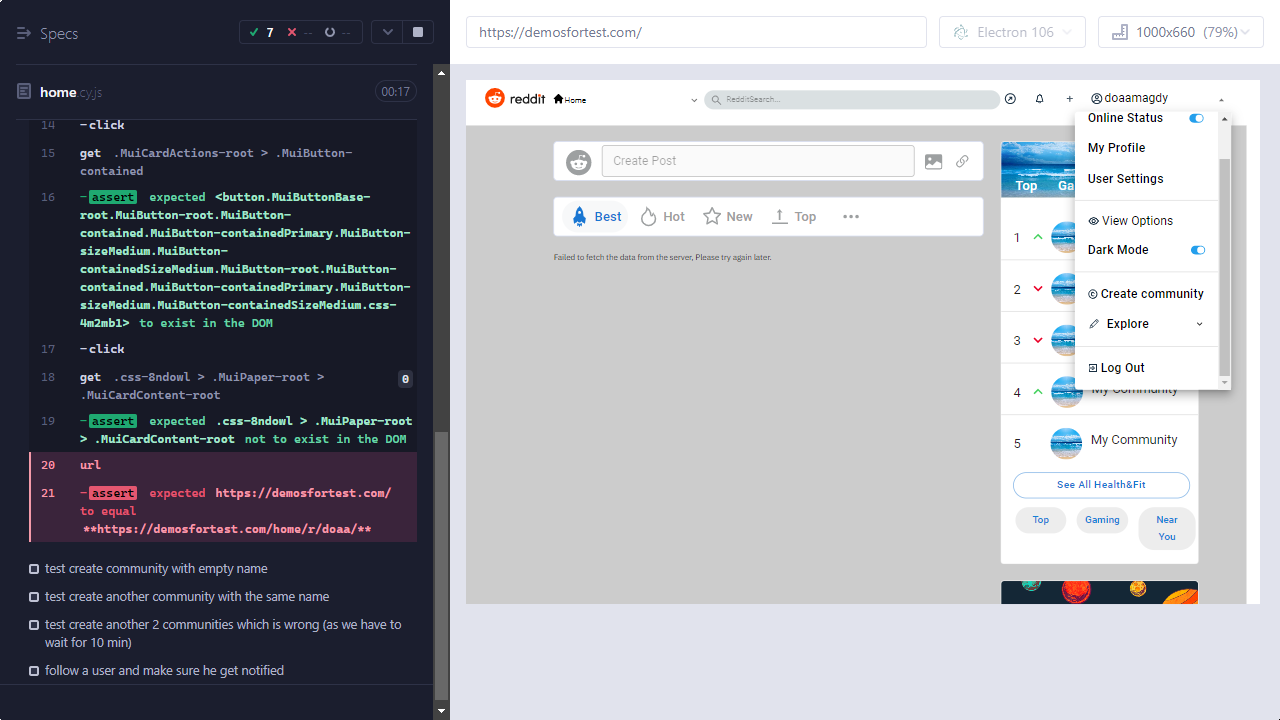 Specs
7
--
--
home.cy.js
00:17
14 -click
15 get .MuiCardActions-root > .MuiButton-
contained
16 -assert expected <button.MuiButtonBase-
root.MuiButton-root.MuiButton-
contained.MuiButton-containedPrimary.MuiButton-
sizeMedium.MuiButton-
containedSizeMedium.MuiButton-root.MuiButton-
contained.MuiButton-containedPrimary.MuiButton-
sizeMedium.MuiButton-containedSizeMedium.css-
4m2mb1> to exist in the DOM
17 -click
18 get .css-8ndowl > .MuiPaper-root >
.MuiCardContent-root
0
19 -assert expected .css-8ndowl > .MuiPaper-root
> .MuiCardContent-root not to exist in the DOM
20 url
21 -assert expected https://demosfortest.com/
to equal
**https://demosfortest.com/home/r/doaa/**
test create community with empty name
test create another community with the same name
test create another 2 communities which is wrong (as we have to
wait for 10 min)
follow a user and make sure he get notified
https://demosfortest.com/
Electron 106
1000x660 (79%)
reddit
Home
RedditSearch...
+
doaamagdy
Create Post
Best
Hot
New
Top
Failed to fetch the data from the server, Please try again later.
Online Status
My Profile
User Settings
View Options
Dark Mode
Create community
Explore
Log Out
Top
Ga
1
2
3
4
My Community
5
My Community
See All Health&Fit
Top
Gaming
Near
You